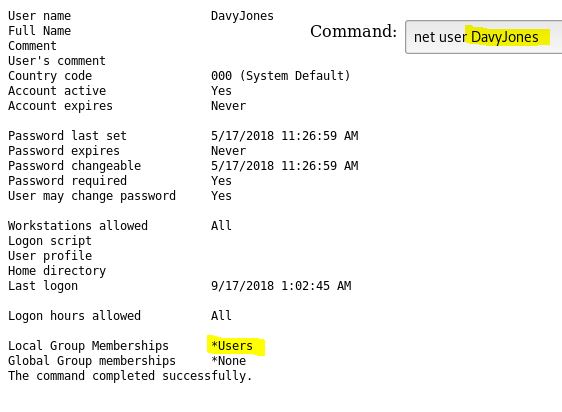 User name DavyJones
Command: net user DavyJones
Full Name
Comment
User's comment
Country code 000 (System Default)
Account active Yes
Account expires Never
Password last set 5/17/2018 11:26:59 AM
Password expires Never
Password changeable 5/17/2018 11:26:59 AM
Password required Yes
User may change password Yes
Workstations allowed All
Logon script
User profile
Home directory
Last logon 9/17/2018 1:02:45 AM
Logon hours allowed All
Local Group Memberships *Users
Global Group memberships *None
The command completed successfully.